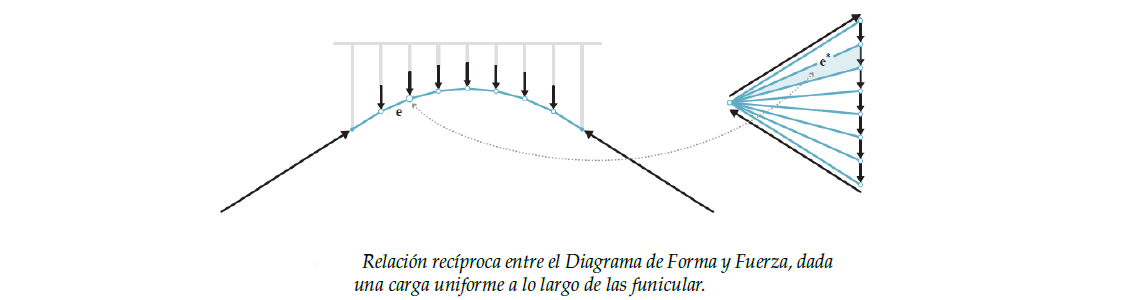 e
e*
Relación recíproca entre el Diagrama de Forma y Fuerza, dada
una carga uniforme a lo largo de las funicular.